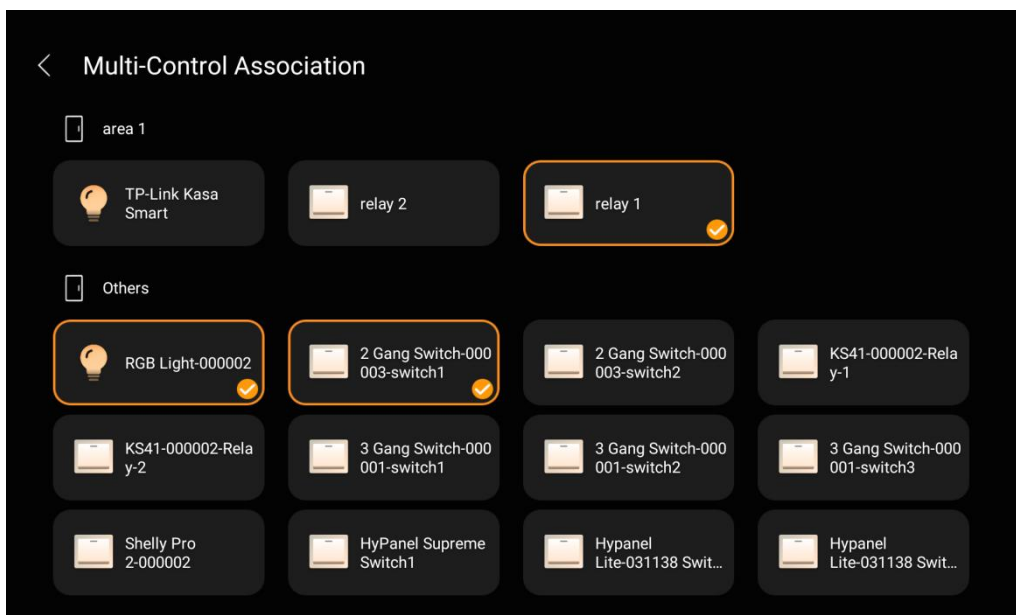 Multi-Control Association
area 1
TP-Link Kasa
Smart
relay 2
relay 1
Others
RGB Light-000002
2 Gang Switch-000
003-switch1
2 Gang Switch-000
003-switch2
KS41-000002-Rela
y-1
KS41-000002-Rela
y-2
3 Gang Switch-000
001-switch1
3 Gang Switch-000
001-switch2
3 Gang Switch-000
001-switch3
Shelly Pro
2-000002
HyPanel Supreme
Switch1
Hypanel
Lite-031138 Swit...
Hypanel
Lite-031138 Swit...